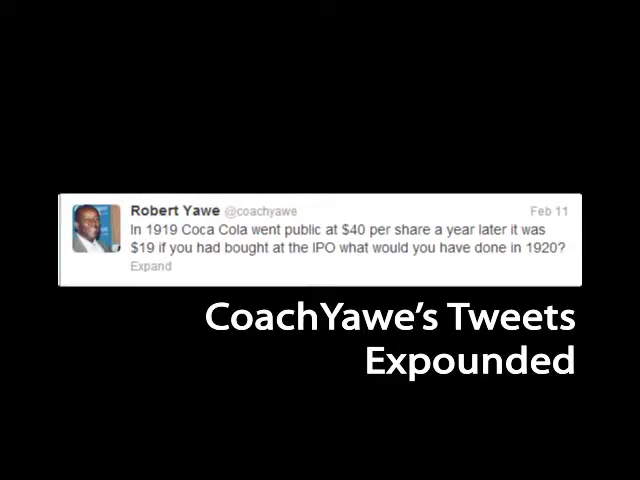 Robert Yawe @coachyawe Feb 11
In 1919 Coca Cola went public at $40 per share a year later it was
$19 if you had bought at the IPO what would you have done in 1920?
Expand
CoachYawe's Tweets
Expounded